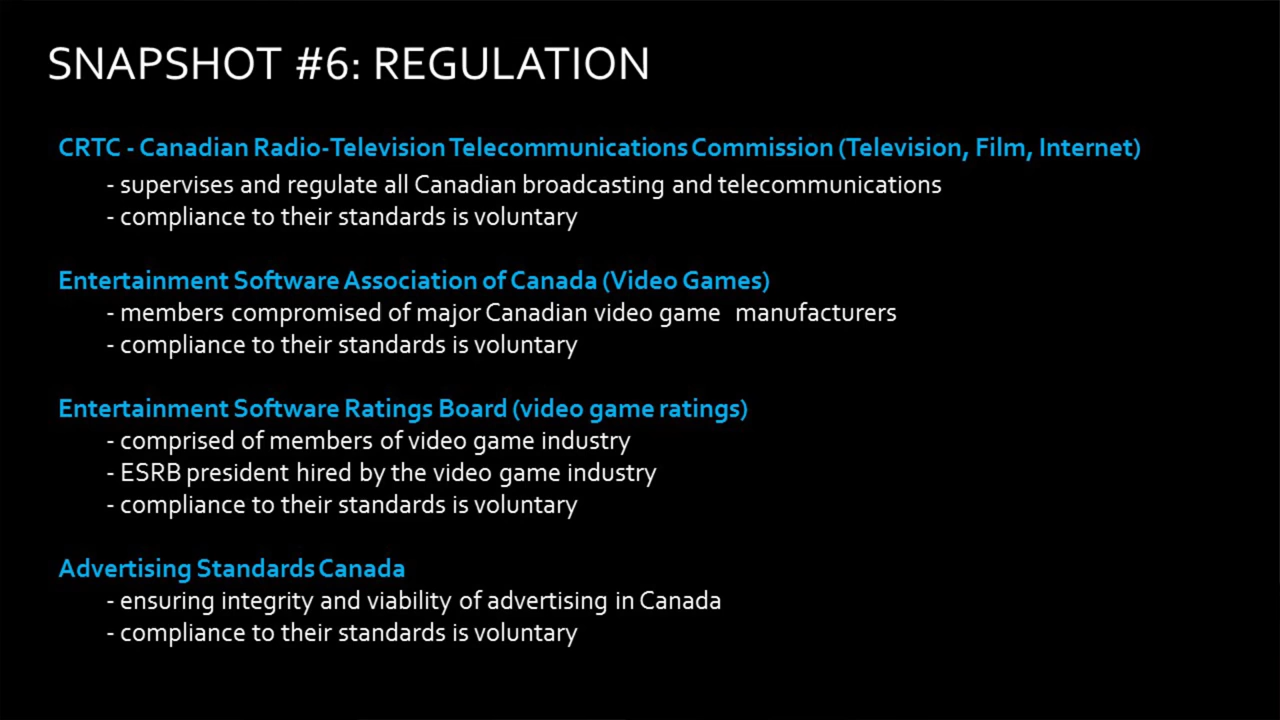 SNAPSHOT #6: REGULATION
CRTC - Canadian Radio-Television Telecommunications Commission (Television, Film, Internet)
- supervises and regulate all Canadian broadcasting and telecommunications
- compliance to their standards is voluntary
Entertainment Software Association of Canada (Video Games)
- members compromised of major Canadian video game manufacturers
- compliance to their standards is voluntary
Entertainment Software Ratings Board (video game ratings)
- comprised of members of video game industry
- ESRB president hired by the video game industry
- compliance to their standards is voluntary
Advertising Standards Canada
- ensuring integrity and viability of advertising in Canada
- compliance to their standards is voluntary